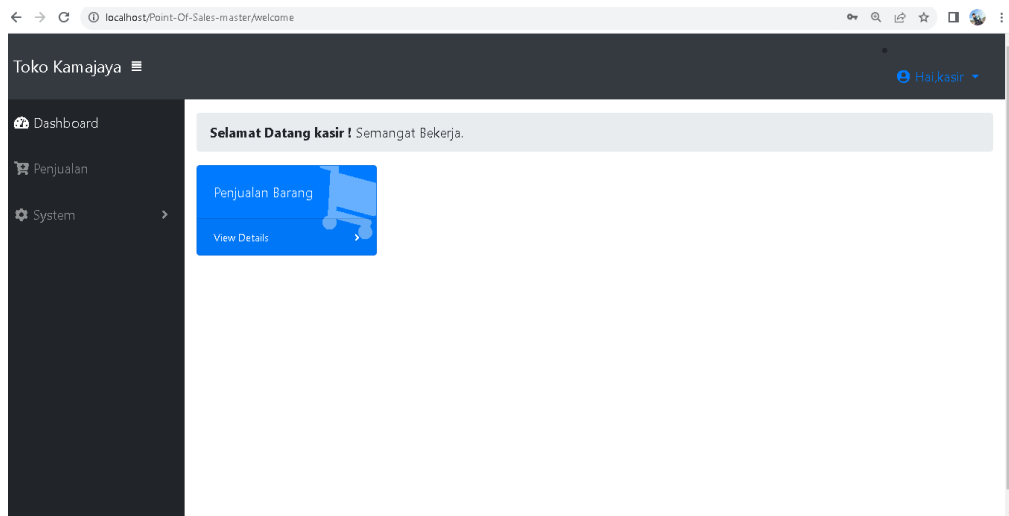 localhost/Point-Of-Sales-master/welcome
Toko Kamajaya
Hai,kasir
Dashboard
Selamat Datang kasir ! Semangat Bekerja.
Penjualan
Penjualan Barang
System
View Details